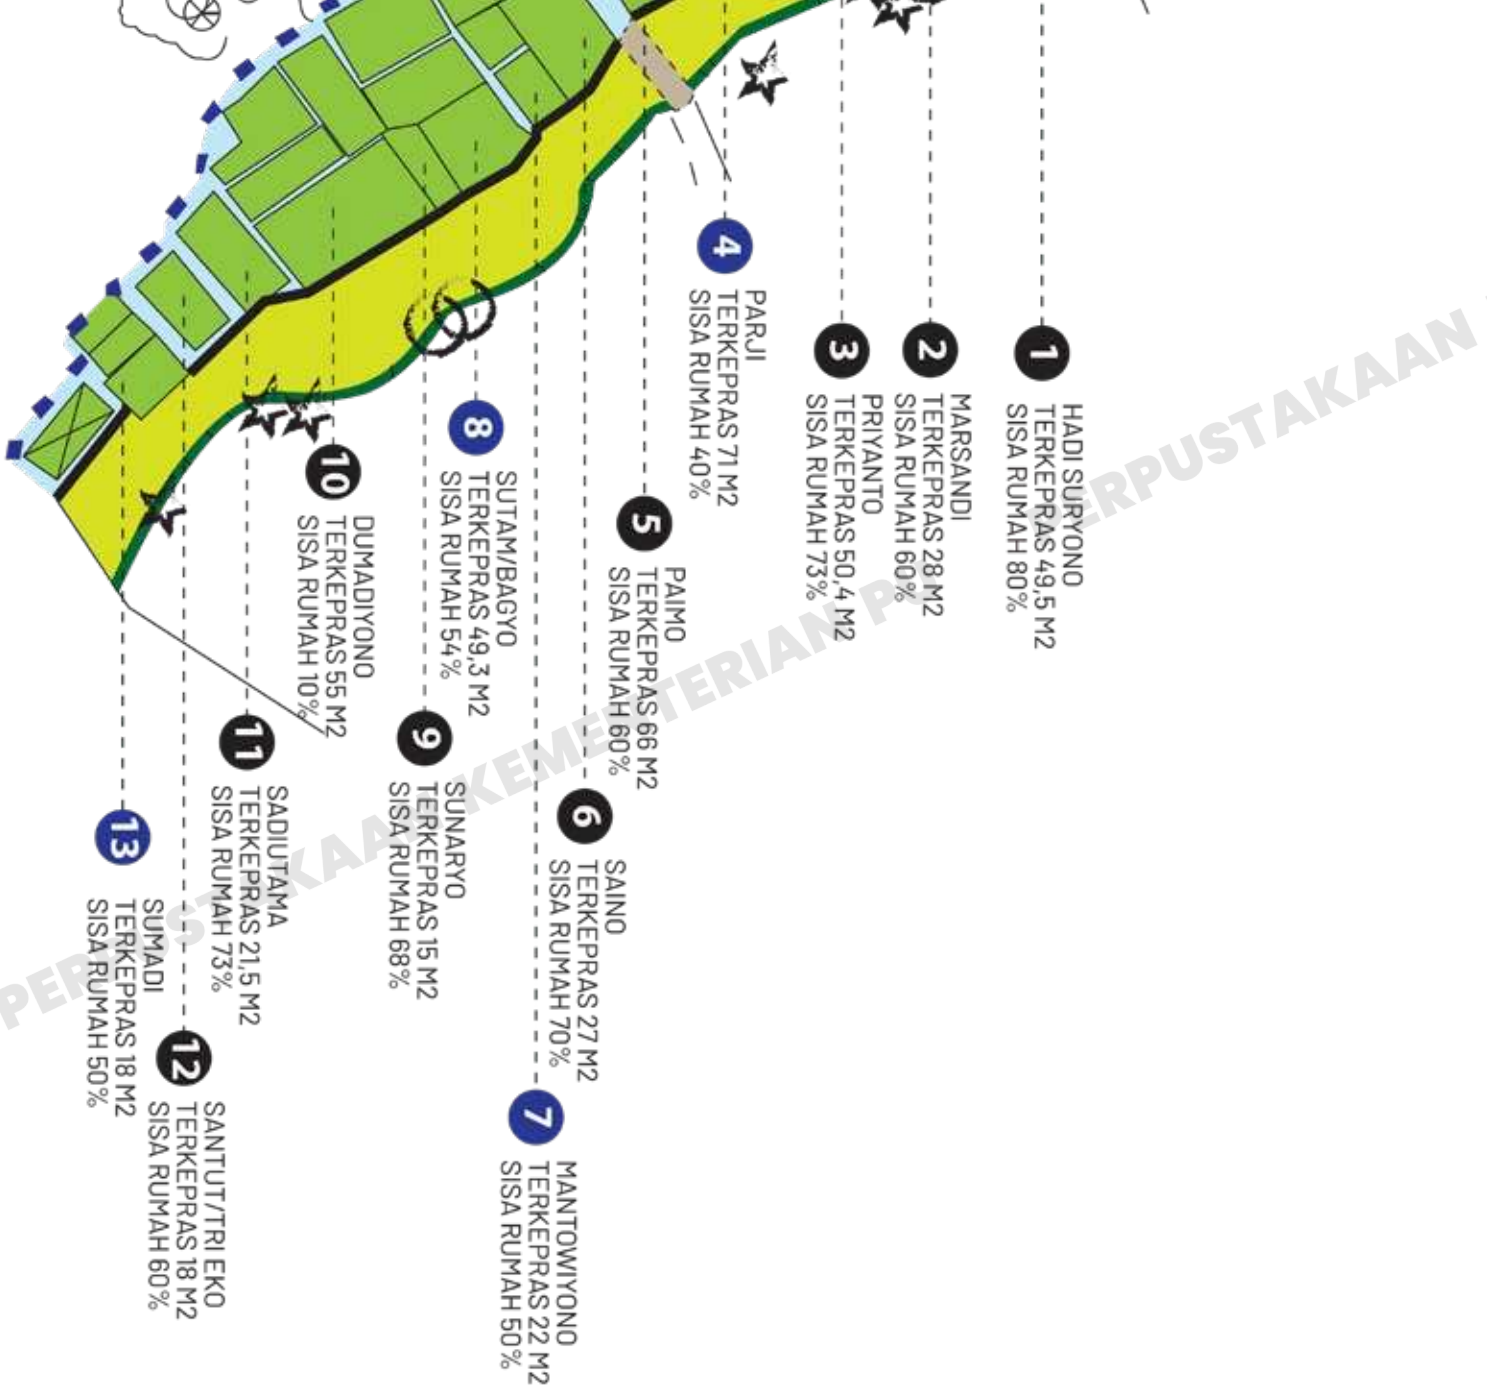 1
HADI SURYONO
TERKEPRAS 49,5 M2
SISA RUMAH 80%
2
MARSANDI
TERKEPRAS 28 M2
SISA RUMAH 60%
3
PRIYANTO
TERKEPRAS 50,4 M2
SISA RUMAH 73%
4
PARJI
TERKEPRAS 71 M2
SISA RUMAH 40%
5
PAIMO
TERKEPRAS 66 M2
SISA RUMAH 60%
6
SAINO
TERKEPRAS 27 M2
SISA RUMAH 70%
7
MANTOWIYONO
TERKEPRAS 22 M2
SISA RUMAH 50%
8
SUTAM/BAGYO
TERKEPRAS 49,3 M2
SISA RUMAH 54%
9
SUNARYO
TERKEPRAS 15 M2
SISA RUMAH 68%
10
DUMADIYONO
TERKEPRAS 55 M2
SISA RUMAH 10%
11
SADIUTAMA
TERKEPRAS 21,5 M2
SISA RUMAH 73%
12
SANTUT/TRI EKO
TERKEPRAS 18 M2
SISA RUMAH 60%
13
SUMADI
TERKEPRAS 18 M2
SISA RUMAH 50%
PERPUSTAKAAN KEMENTERIAN PU
PERPUSTAKAAN